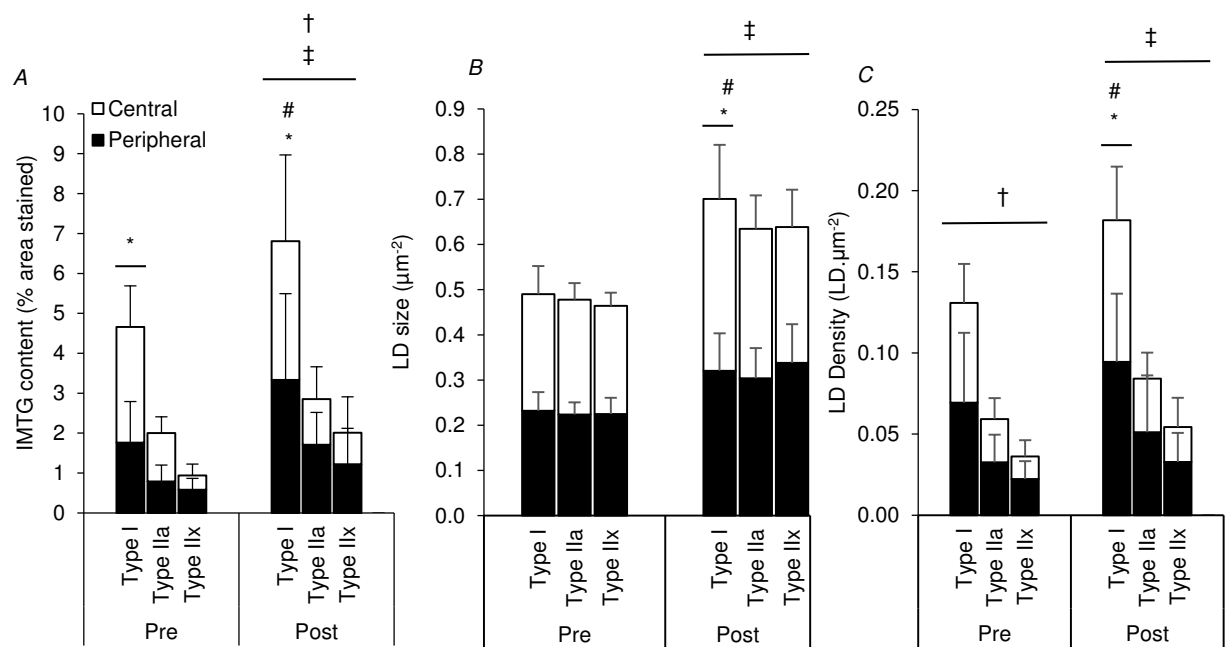 A
†
‡
#
*
*
Central
Peripheral
IMTG content (% area stained)
10
9
8
7
6
5
4
3
2
1
0
Type I
Type IIa
Type IIx
Type I
Type IIa
Type IIx
Pre
Post
B
‡
#
*
LD size (µm-2)
0.9
0.8
0.7
0.6
0.5
0.4
0.3
0.2
0.1
0.0
Type I
Type IIa
Type IIx
Type I
Type IIa
Type IIx
Pre
Post
C
‡
#
*
†
LD Density (LD.µm-2)
0.25
0.20
0.15
0.10
0.05
0.00
Type I
Type IIa
Type IIx
Type I
Type IIa
Type IIx
Pre
Post